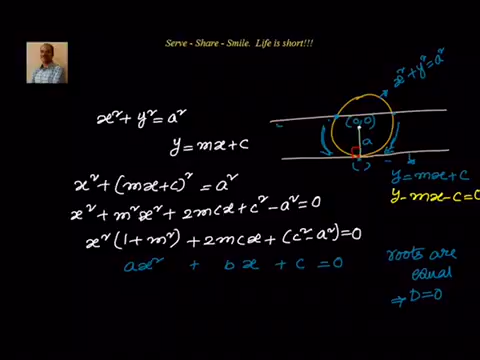 Serve - Share - Smile. Life is short!!!
x² + y² = a²
y = mx + c
x² + (mx + c)² = a²
x² + m²x² + 2mcx + c² - a² = 0
x² (1 + m²) + 2mcx + (c² - a²) = 0
ax² + bx + c = 0
x² + y² = a²
(0,0)
a
( )
y = mx + c
y - mx - c = 0
roots are
equal
⇒ D = 0